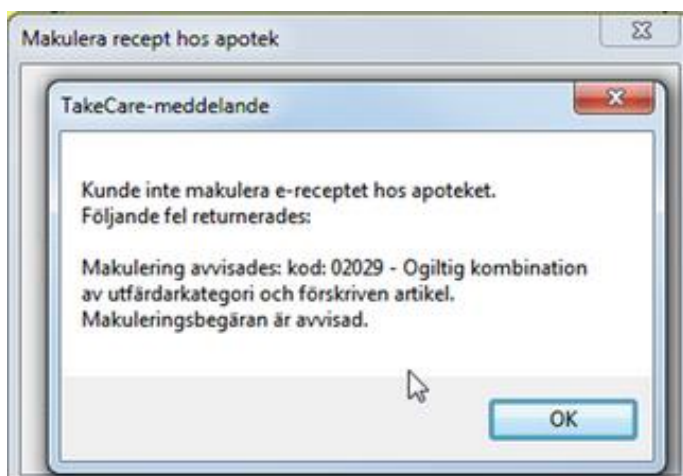 Makulera recept hos apotek
TakeCare-meddelande
Kunde inte makulera e-receptet hos apoteket.
Följande fel returnerades:
Makulering avvisades: kod: 02029 - Ogiltig kombination
av utfärdarkategori och förskriven artikel.
Makuleringsbegäran är avvisad.
OK